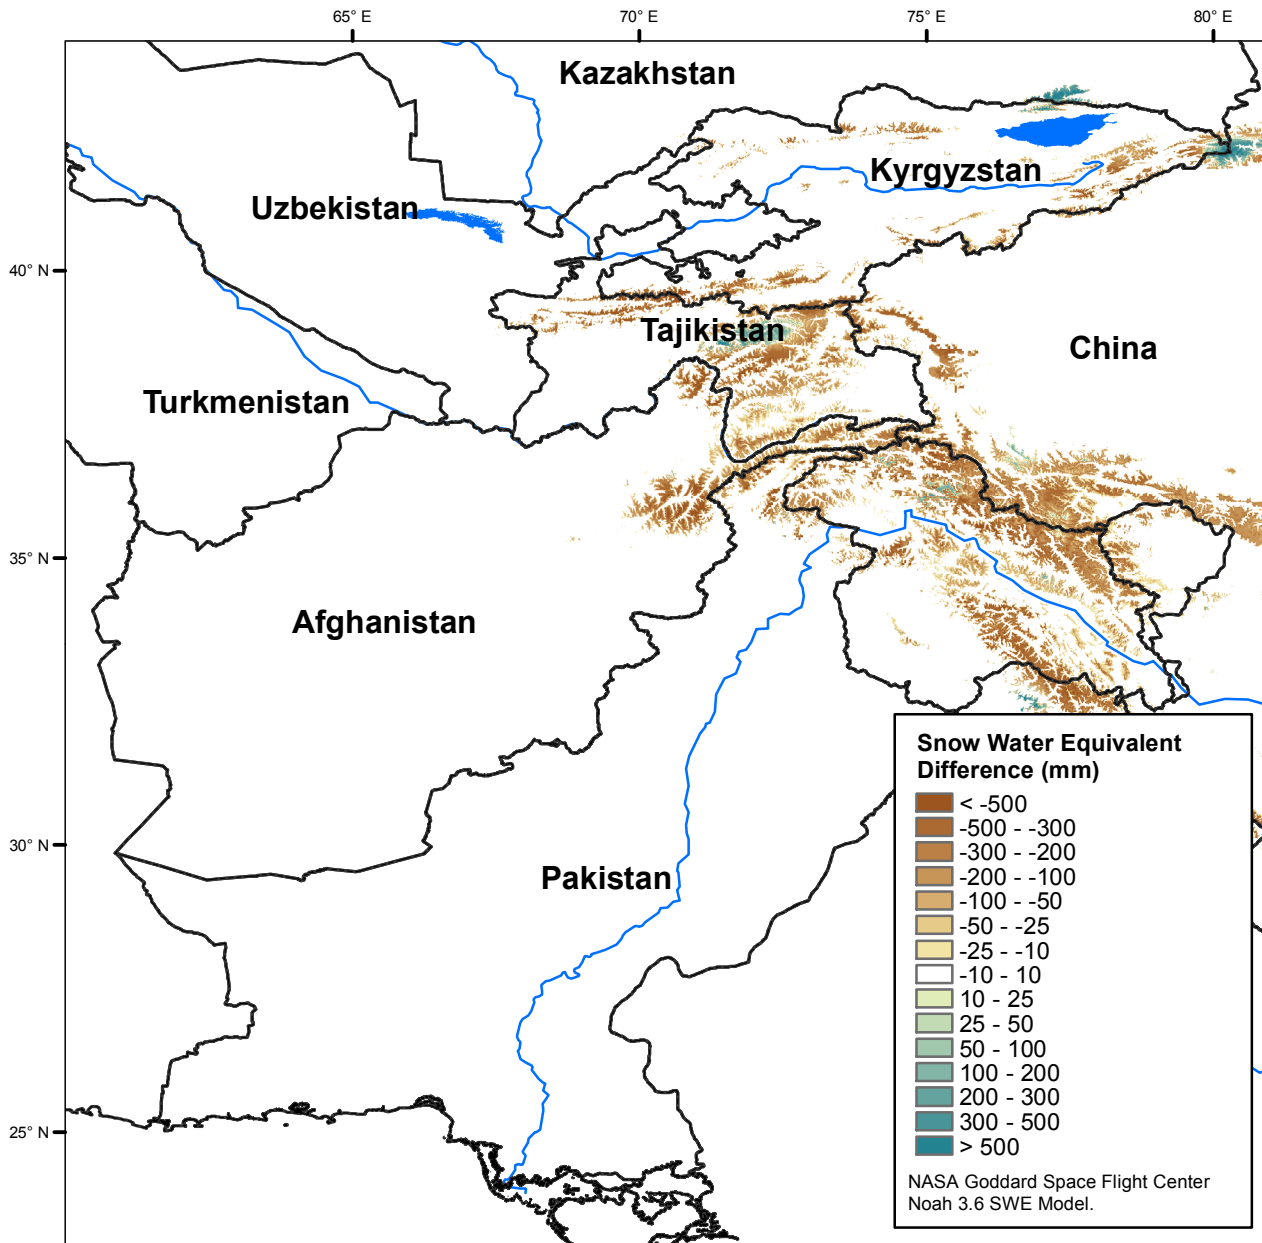 65° E
70° E
75° E
80° E
Kazakhstan
Kyrgyzstan
Uzbekistan
40° N
Tajikistan
China
Turkmenistan
35° N
Afghanistan
30° N
Pakistan
25° N
Snow Water Equivalent
Difference (mm)
< -500
-500 - -300
-300 - -200
-200 - -100
-100 - -50
-50 - -25
-25 - -10
-10 - 10
10 - 25
25 - 50
50 - 100
100 - 200
200 - 300
300 - 500
> 500
NASA Goddard Space Flight Center
Noah 3.6 SWE Model.